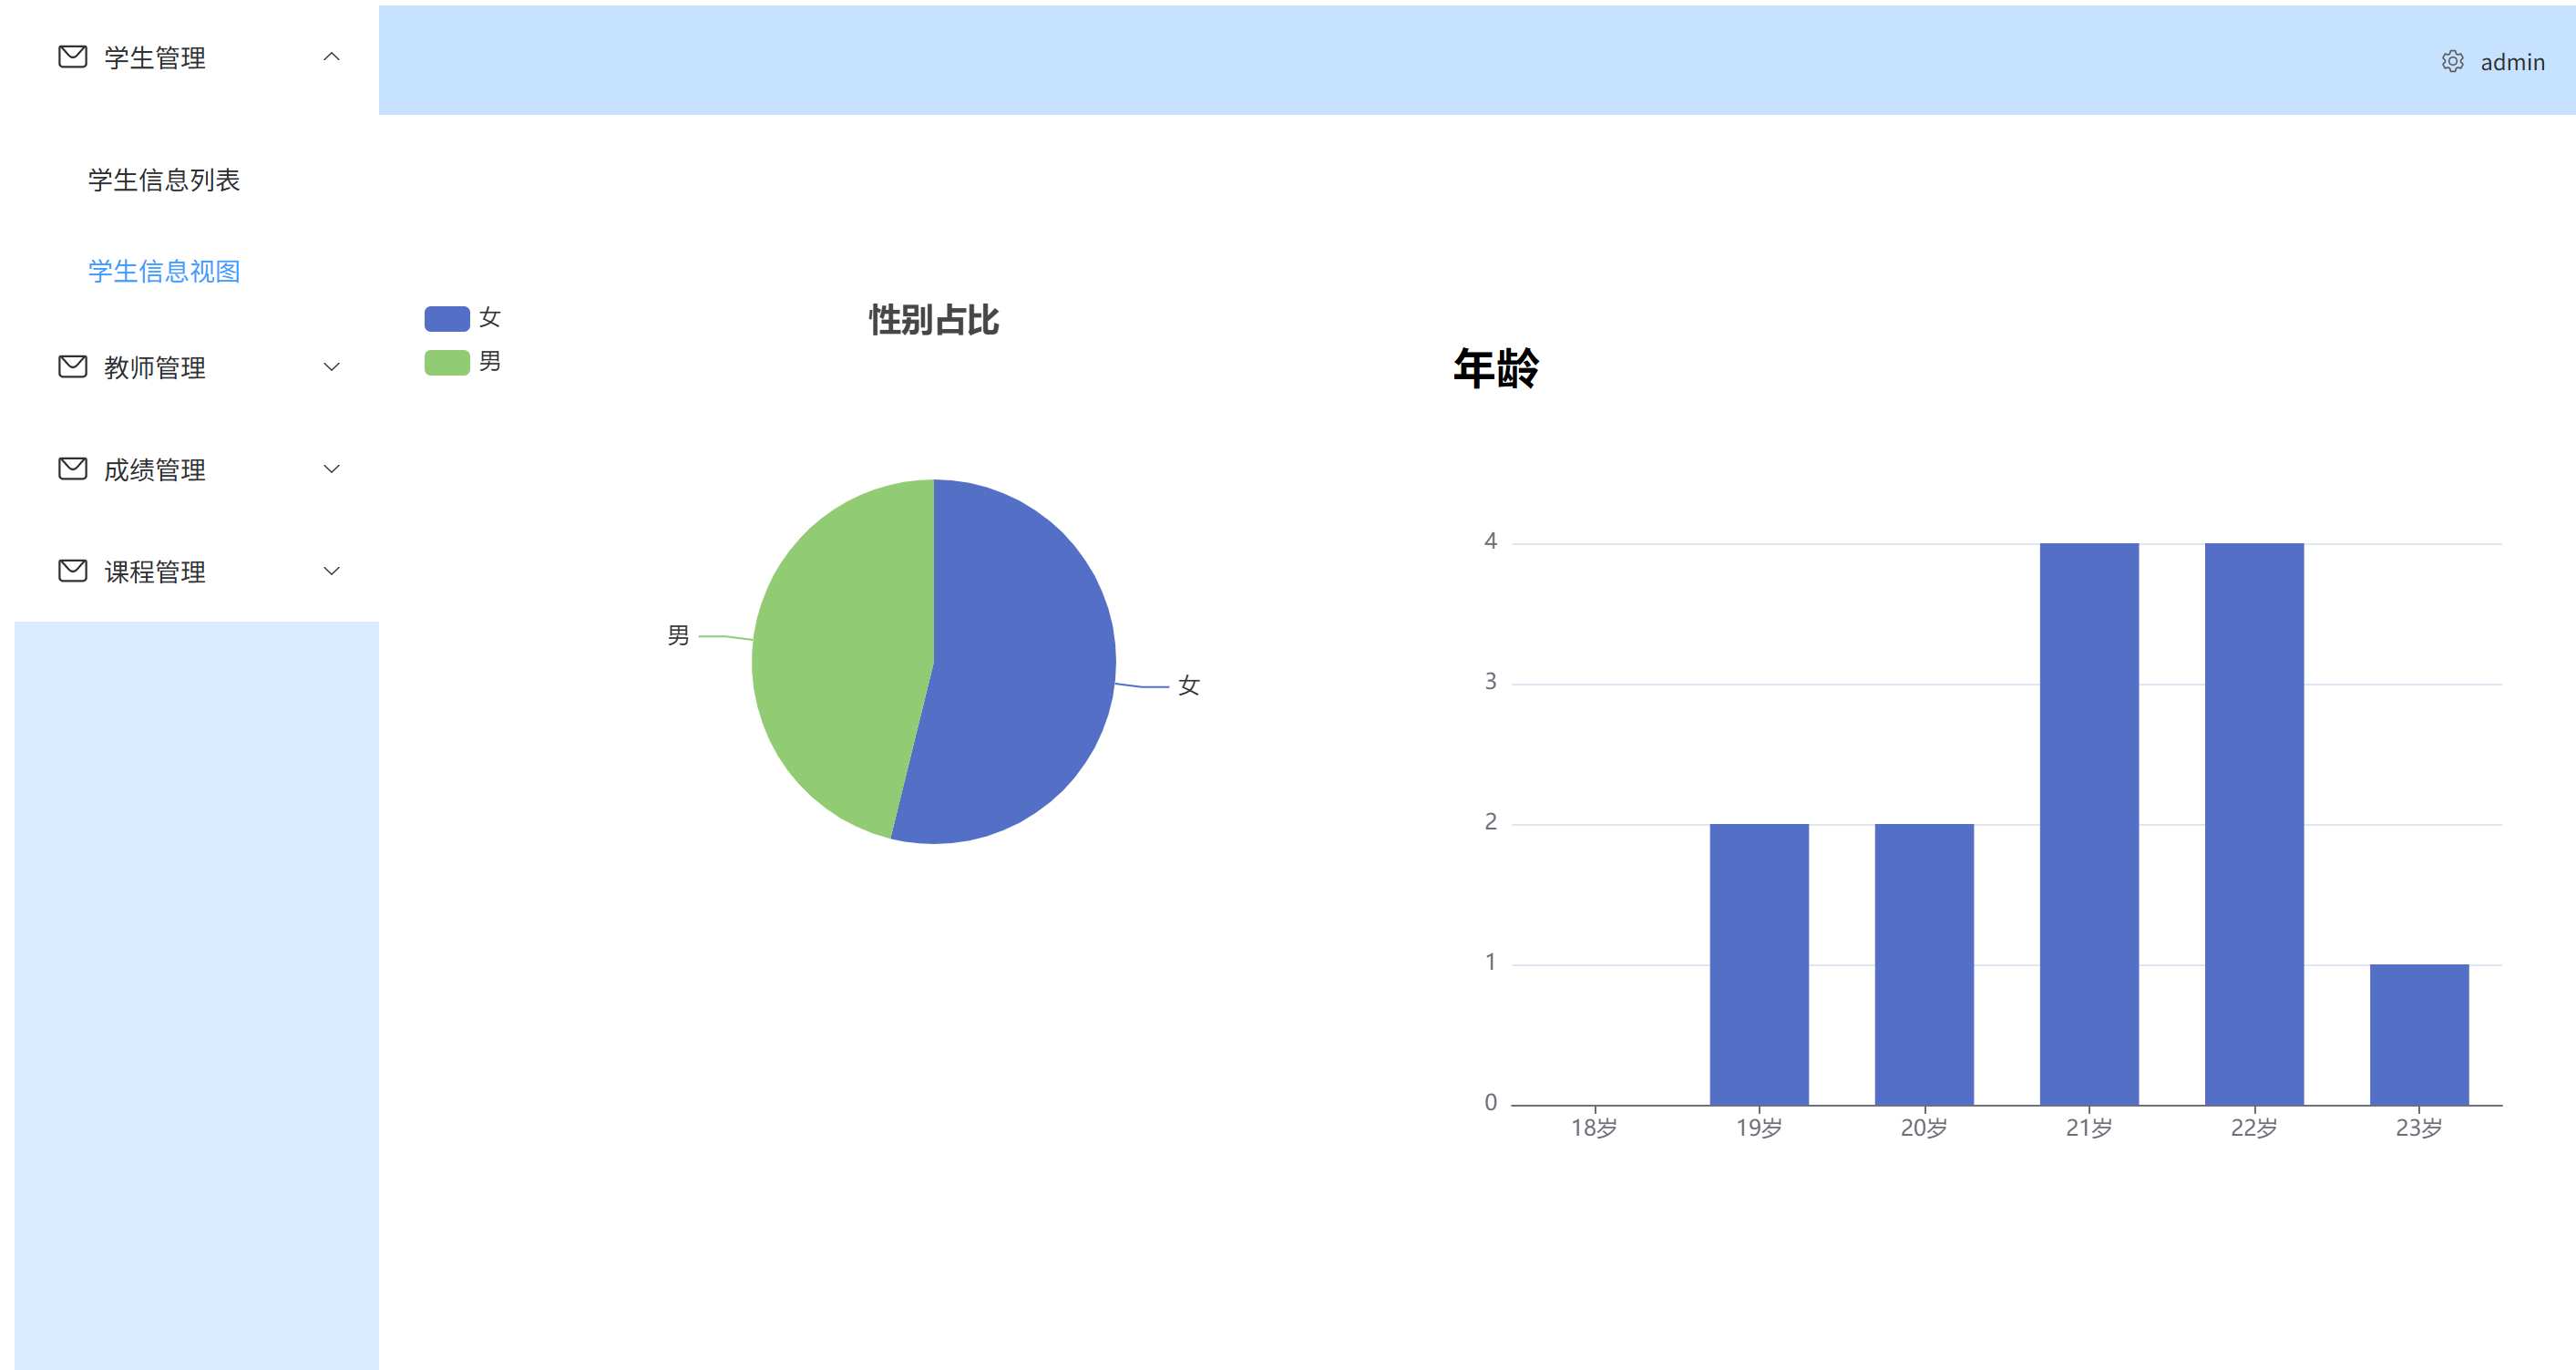 学生管理
学生信息列表
学生信息视图
教师管理
成绩管理
课程管理
admin
女
男
性别占比
男
女
年龄
4
3
2
1
0
18岁 19岁 20岁 21岁 22岁 23岁